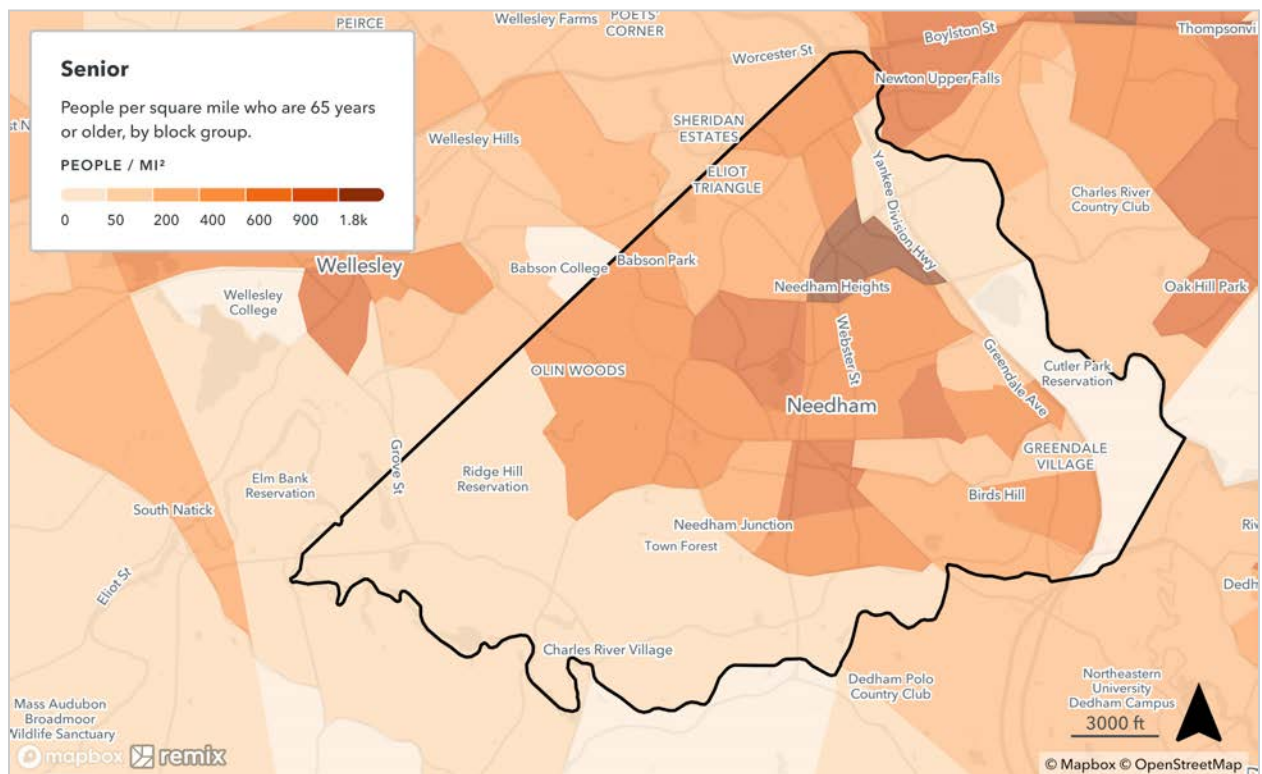 PEIRCE
Wellesley Farms
POETS'
CORNER
Worcester St
Boylston St
Thompsonvi
Senior
People per square mile who are 65 years
or older, by block group.
PEOPLE / MI²
0 50 200 400 600 900 1.8k
st N
Newton Upper Falls
SHERIDAN
ESTATES
Wellesley Hills
ELIOT
TRIANGLE
Yankee Division Hwy
Charles River
Country Club
Wellesley
Babson College
Babson Park
Needham Heights
Oak Hill Park
Wellesley
College
Webster St
OLIN WOODS
Greendale Ave
Cutler Park
Reservation
Needham
Grove St
GREENDALE
VILLAGE
Elm Bank
Reservation
Ridge Hill
Reservation
Birds Hill
South Natick
Needham Junction
Riv
Town Forest
Eliot St
Dedh
Charles River Village
Dedham Polo
Country Club
Northeastern
University
Dedham Campus
Mass Audubon
Broadmoor
Wildlife Sanctuary
3000 ft
mapbox remix
© Mapbox © OpenStreetMap